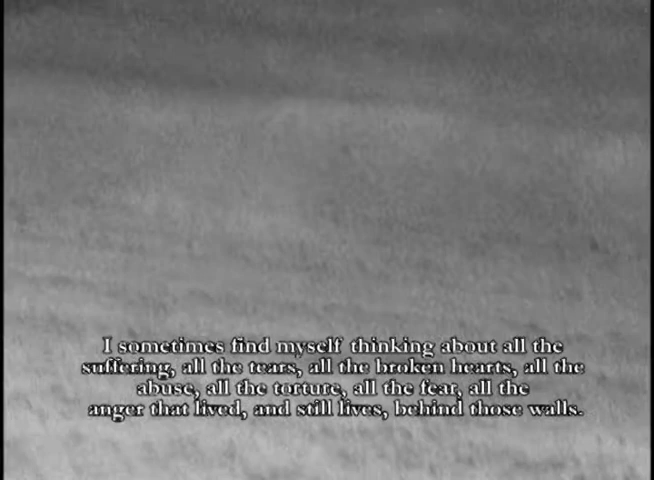 I sometimes find myself thinking about all the
suffering, all the tears, all the broken hearts, all the
abuse, all the torture, all the fear, all the
anger that lived, and still lives, behind those walls.